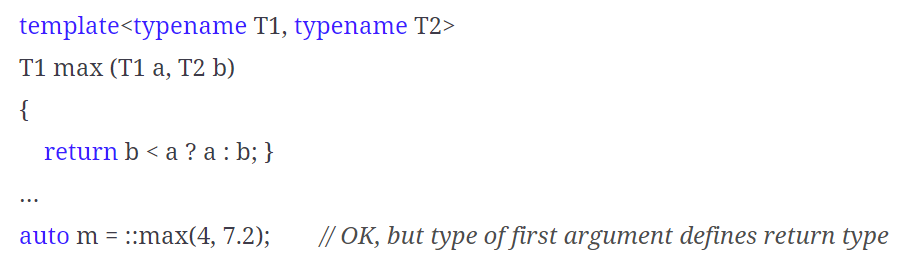 template<typename T1, typename T2>
T1 max (T1 a, T2 b)
{
return b < a ? a : b; }
…
auto m = ::max(4, 7.2); // OK, but type of first argument defines return type